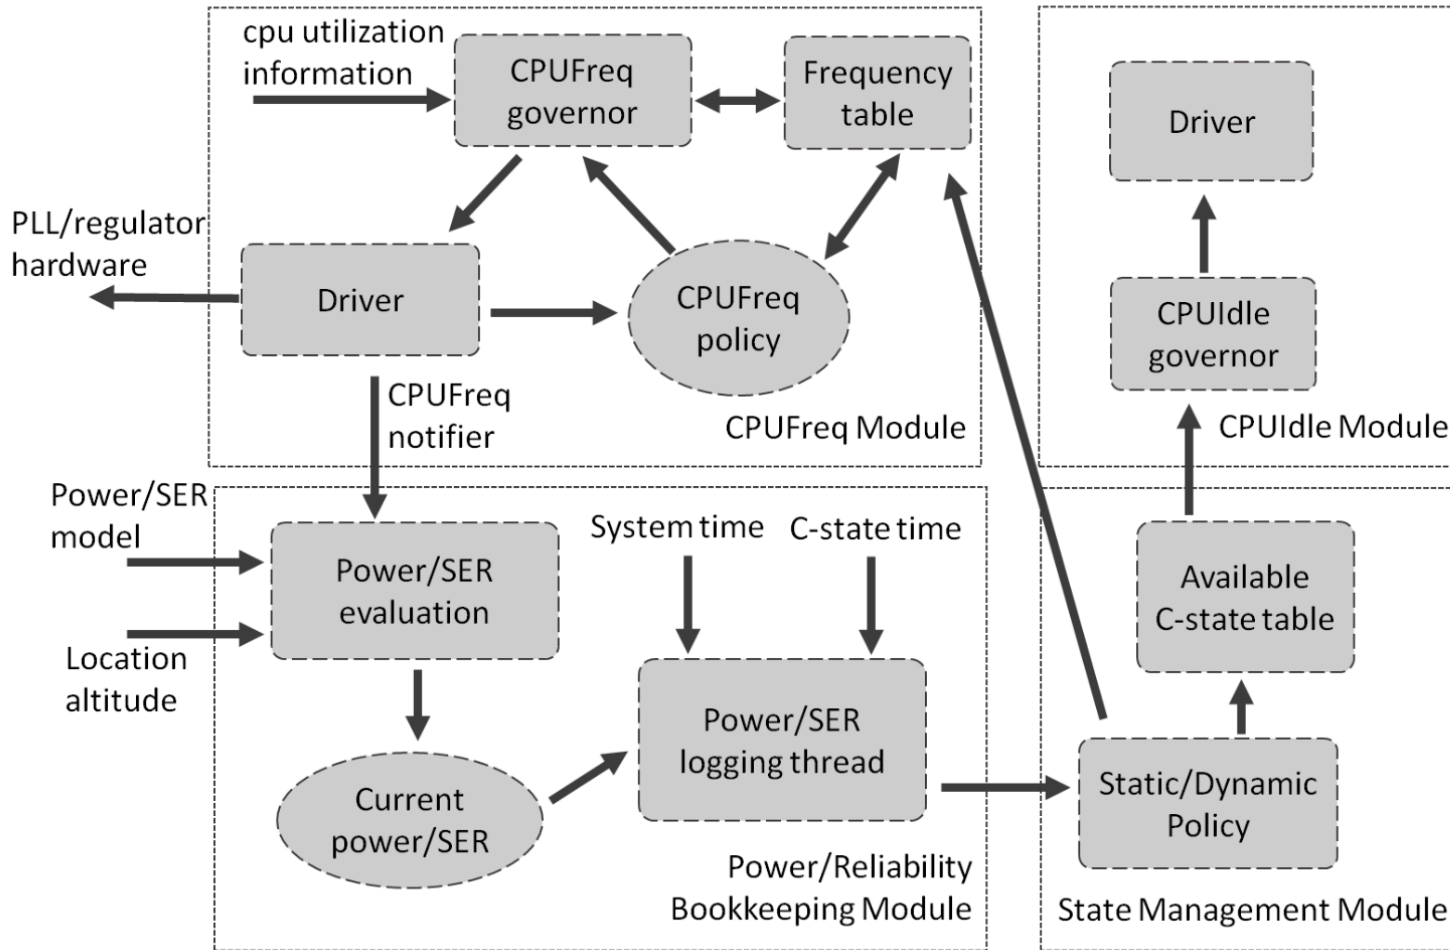 cpu utilization
information
CPUFreq
governor
Frequency
table
Driver
PLL/regulator
hardware
Driver
CPUFreq
policy
CPUIdle
governor
CPUFreq
notifier
CPUFreq Module
CPUIdle Module
Power/SER
model
System time
C-state time
Power/SER
evaluation
Available
C-state table
Location
altitude
Power/SER
logging thread
Current
power/SER
Static/Dynamic
Policy
Power/Reliability
Bookkeeping Module
State Management Module